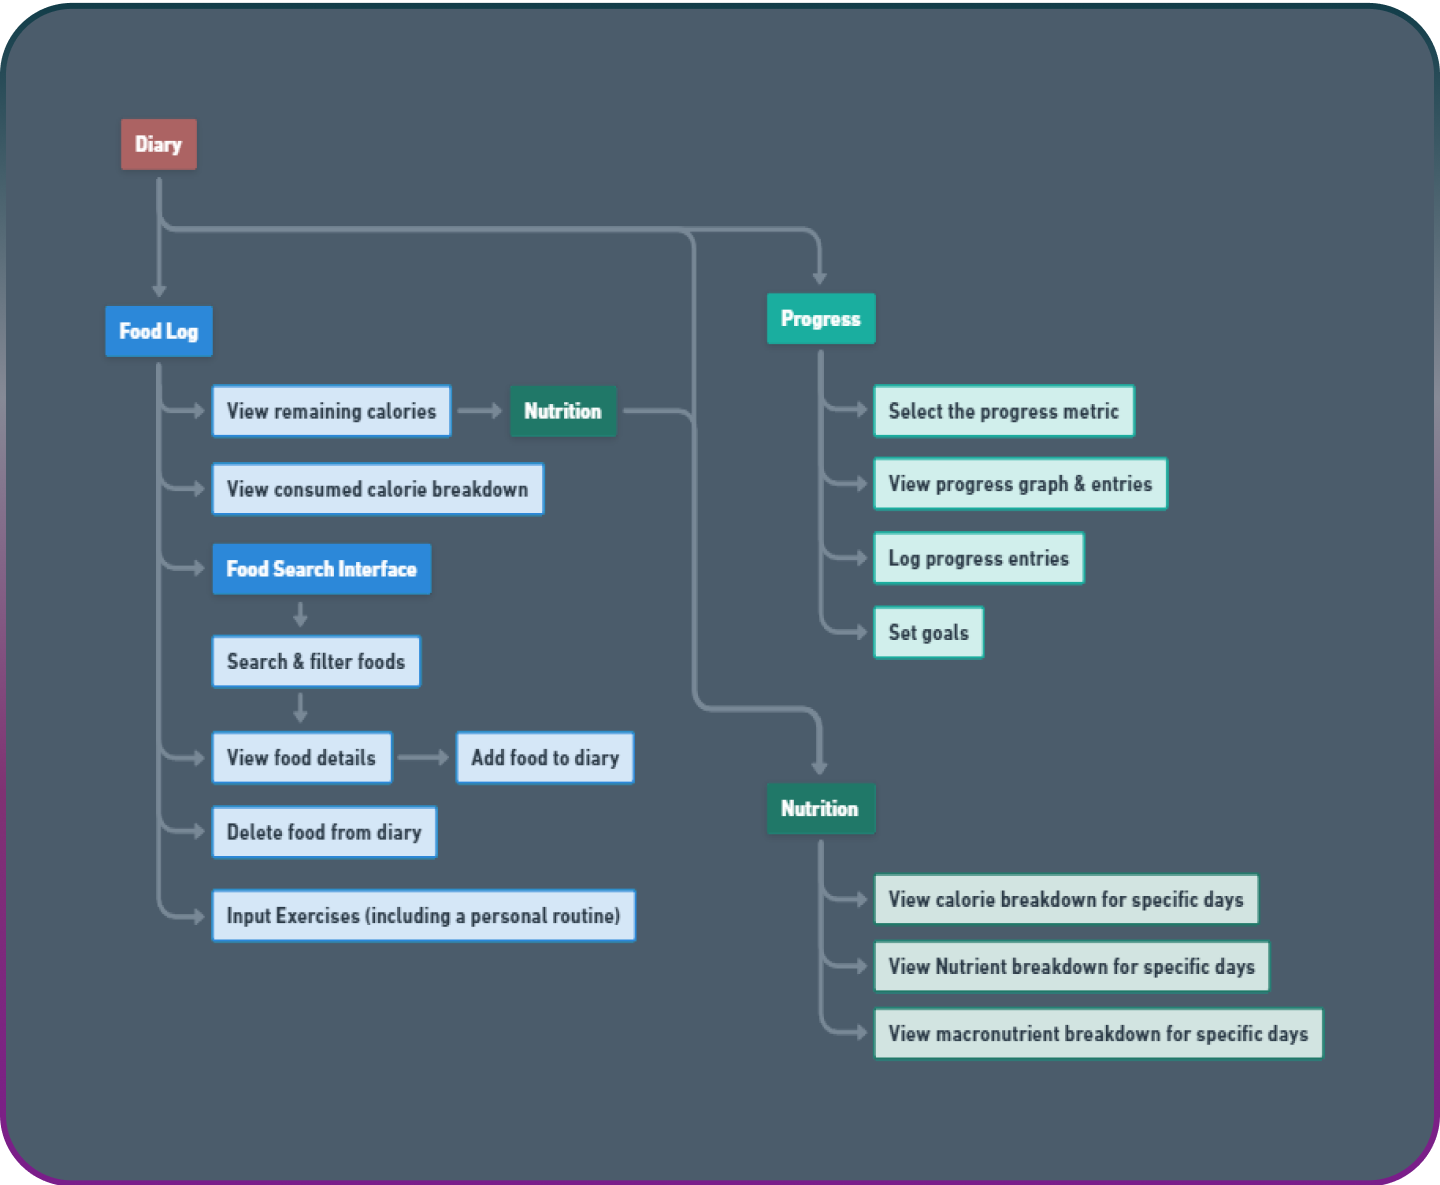 Diary
Food Log
View remaining calories
Nutrition
View consumed calorie breakdown
Food Search Interface
Search & filter foods
View food details
Add food to diary
Delete food from diary
Input Exercises (including a personal routine)
Progress
Select the progress metric
View progress graph & entries
Log progress entries
Set goals
Nutrition
View calorie breakdown for specific days
View Nutrient breakdown for specific days
View macronutrient breakdown for specific days